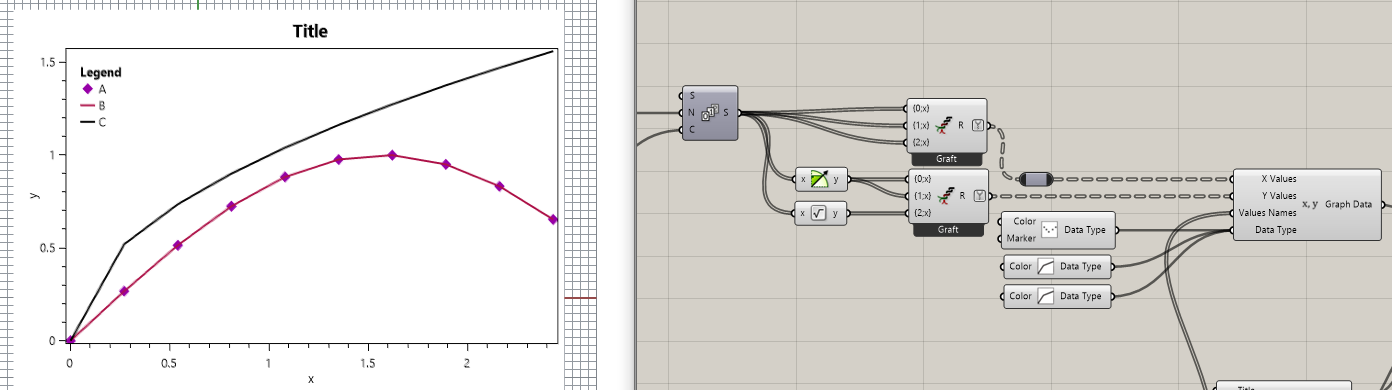 Title
Legend
A
B
C
1.5
1
0.5
0
y
0
0.5
1
1.5
2
x
S
N
C
S
{0;x}
{1;x}
{2;x}
R
Graft
x
y
{0;x}
{1;x}
{2;x}
R
Graft
x
y
Color
Marker
Data Type
Color
Data Type
Color
Data Type
X Values
Y Values
Values Names
Data Type
x, y
Graph Data
Title